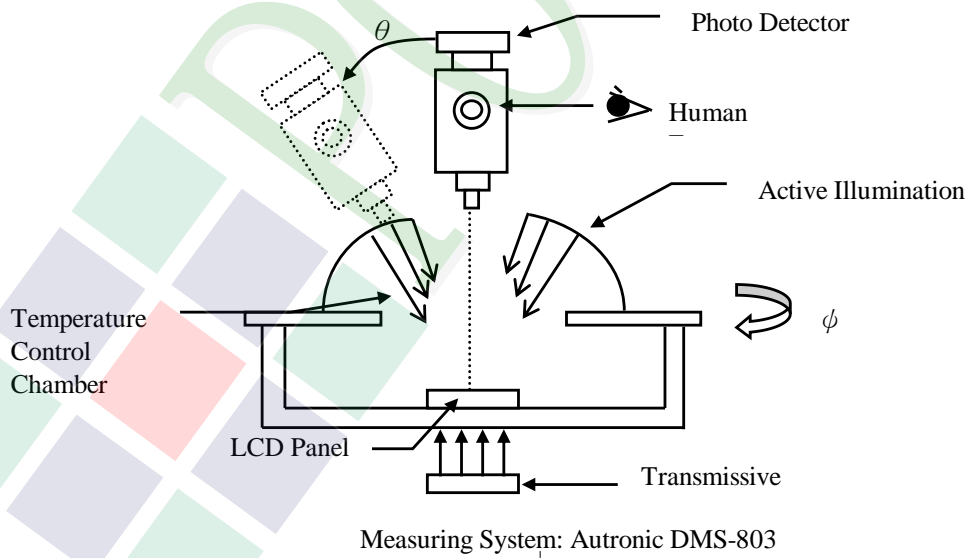 Photo Detector
θ
Human
Active Illumination
Temperature
Control
Chamber
ϕ
LCD Panel
Transmissive
Measuring System: Autronic DMS-803